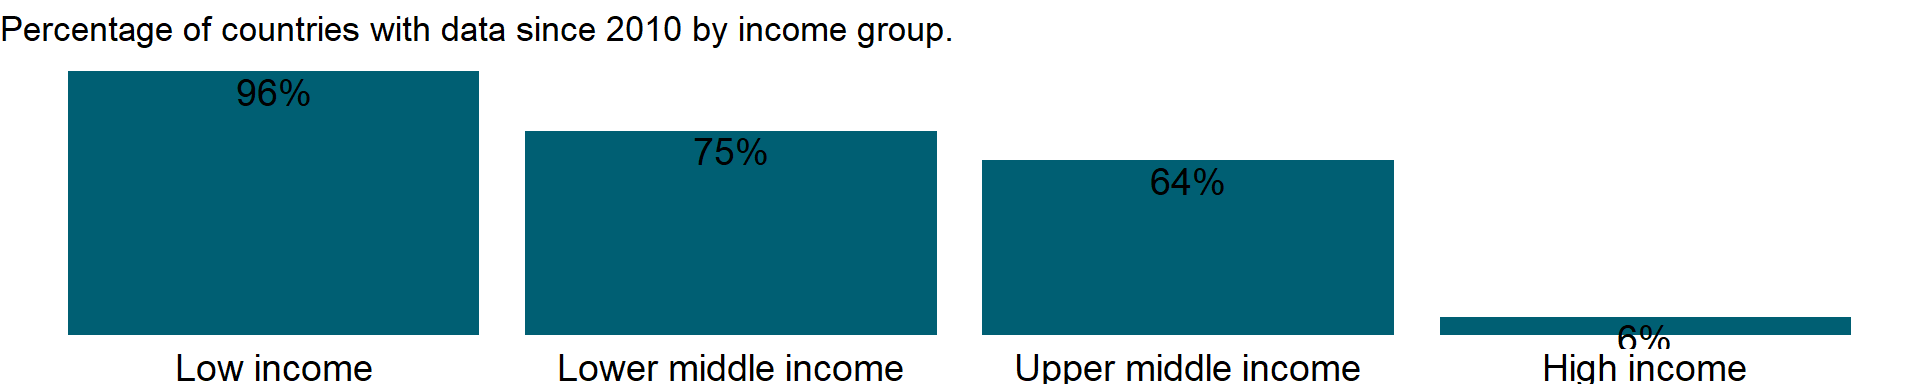 Percentage of countries with data since 2010 by income group.
96%
75%
64%
6%
Low income
Lower middle income
Upper middle income
High income